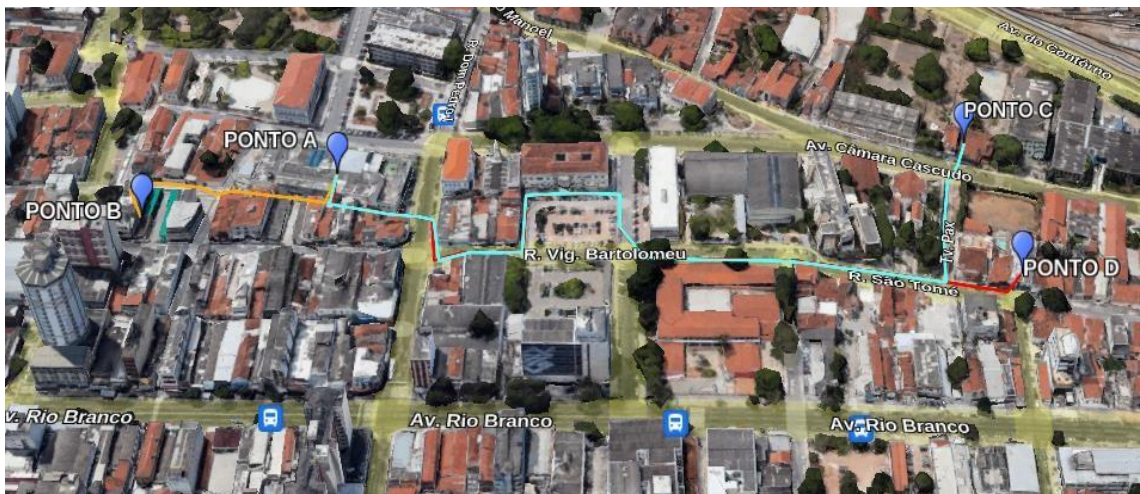 Av. do Contorno
R. Dom Pedro I
PONTO C
PONTO A
Av. Câmara Cascudo
PONTO B
Tv. Pax
R. Vig. Bartolomeu
PONTO D
R. São Tomé
Av. Rio Branco
Av. Rio Branco
Av. Rio Branco